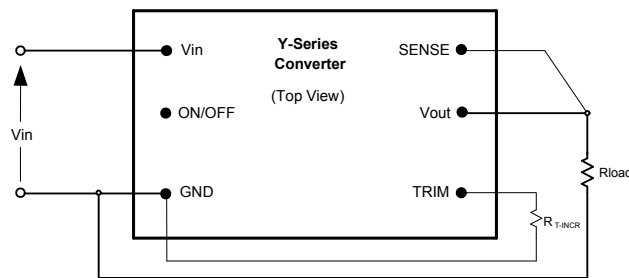 Vin
Y-Series
Converter
(Top View)
SENSE
ON/OFF
Vout
Vin
GND
TRIM
Rload
R T-INCR